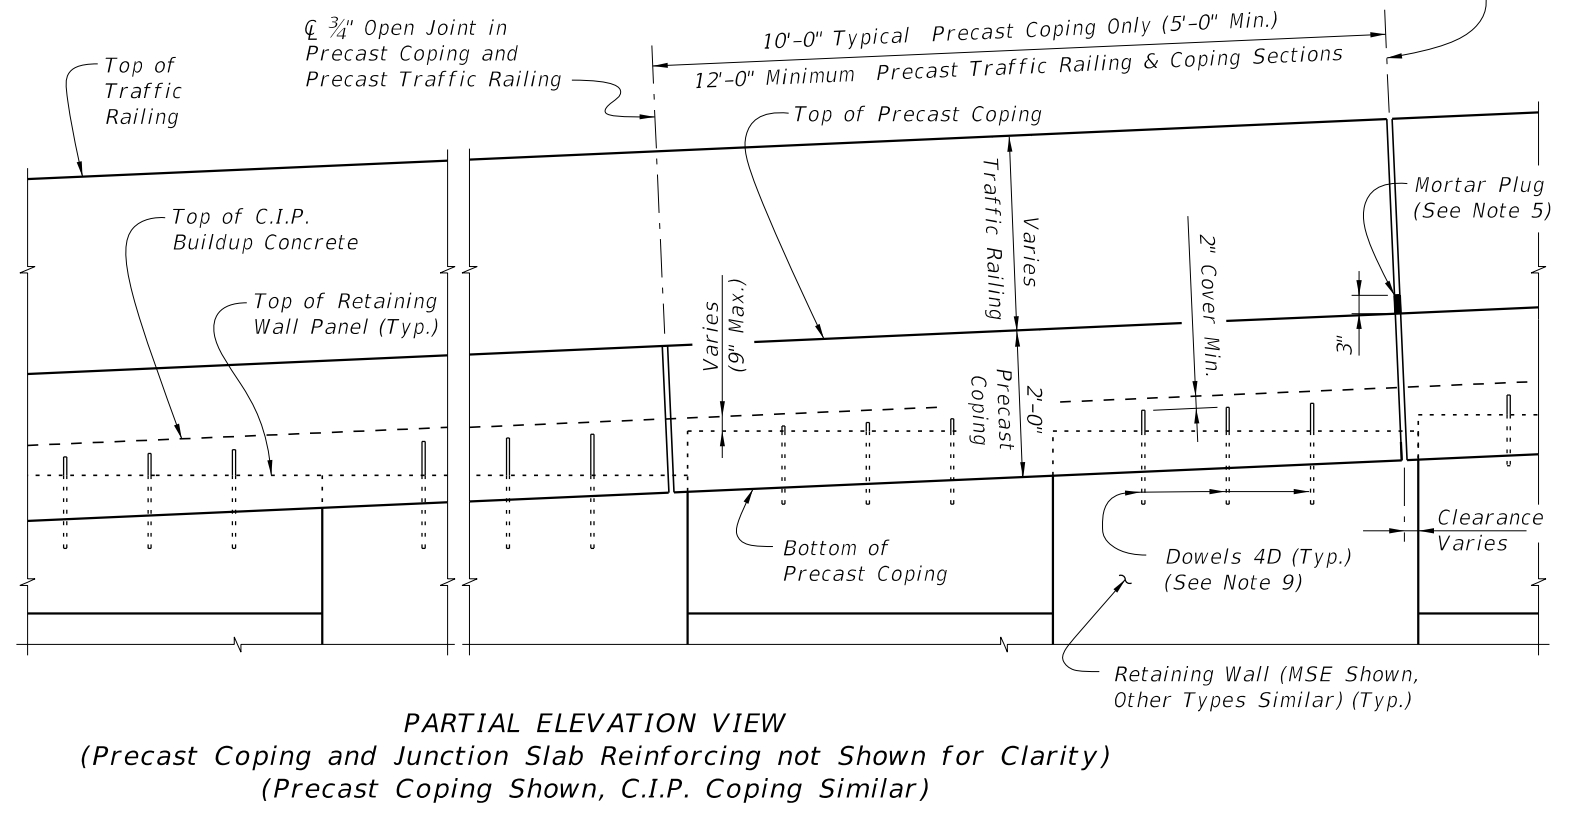 ℄ ¾" Open Joint in
Precast Coping and
Precast Traffic Railing
10'-0" Typical Precast Coping Only (5'-0" Min.)
12'-0" Minimum Precast Traffic Railing & Coping Sections
Top of
Traffic
Railing
Top of Precast Coping
Mortar Plug
(See Note 5)
Top of C.I.P.
Buildup Concrete
Top of Retaining
Wall Panel (Typ.)
Varies
(9" Max.)
Varies
Traffic Railing
2" Cover Min.
3"
2'-0"
Precast
Coping
Bottom of
Precast Coping
Dowels 4D (Typ.)
(See Note 9)
Clearance
Varies
Retaining Wall (MSE Shown,
Other Types Similar) (Typ.)
PARTIAL ELEVATION VIEW
(Precast Coping and Junction Slab Reinforcing not Shown for Clarity)
(Precast Coping Shown, C.I.P. Coping Similar)